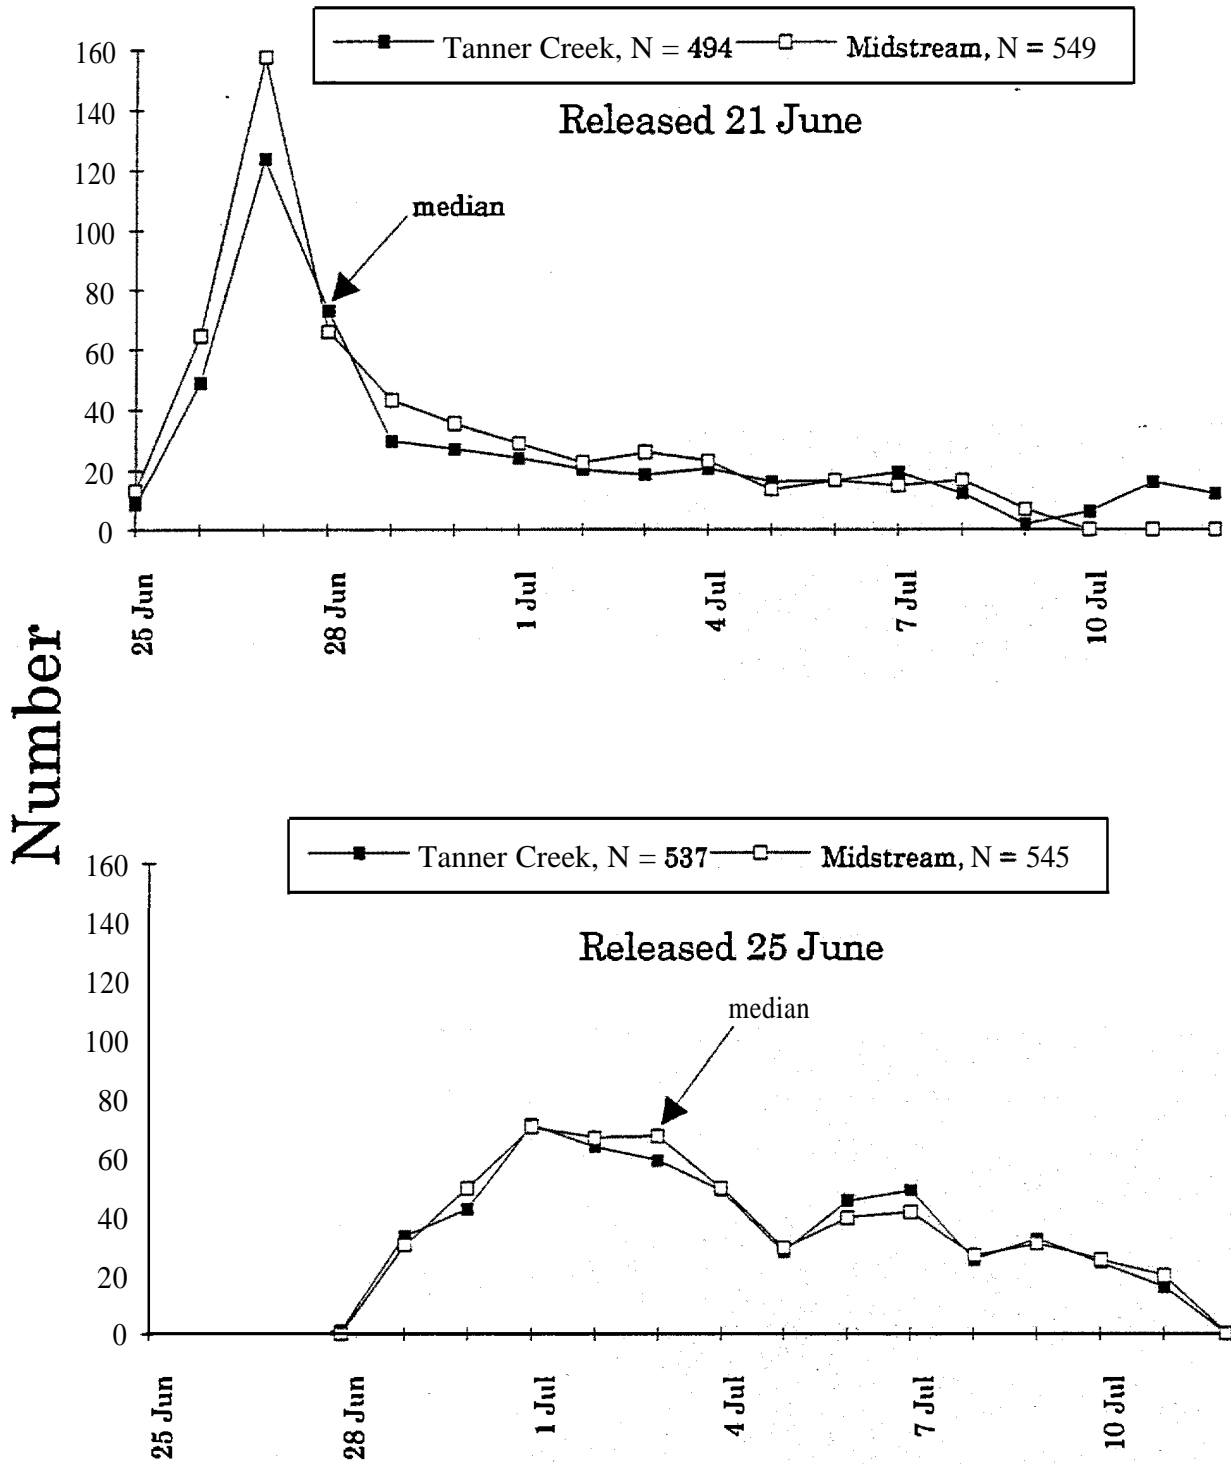 Tanner Creek, N = 494 Midstream, N = 549
Released 21 June
median
160
140
120
100
80
60
40
20
0
25 Jun
28 Jun
1 Jul
4 Jul
7 Jul
10 Jul
Number
Tanner Creek, N = 537 Midstream, N = 545
Released 25 June
median
160
140
120
100
80
60
40
20
0
25 Jun
28 Jun
1 Jul
4 Jul
7 Jul
10 Jul